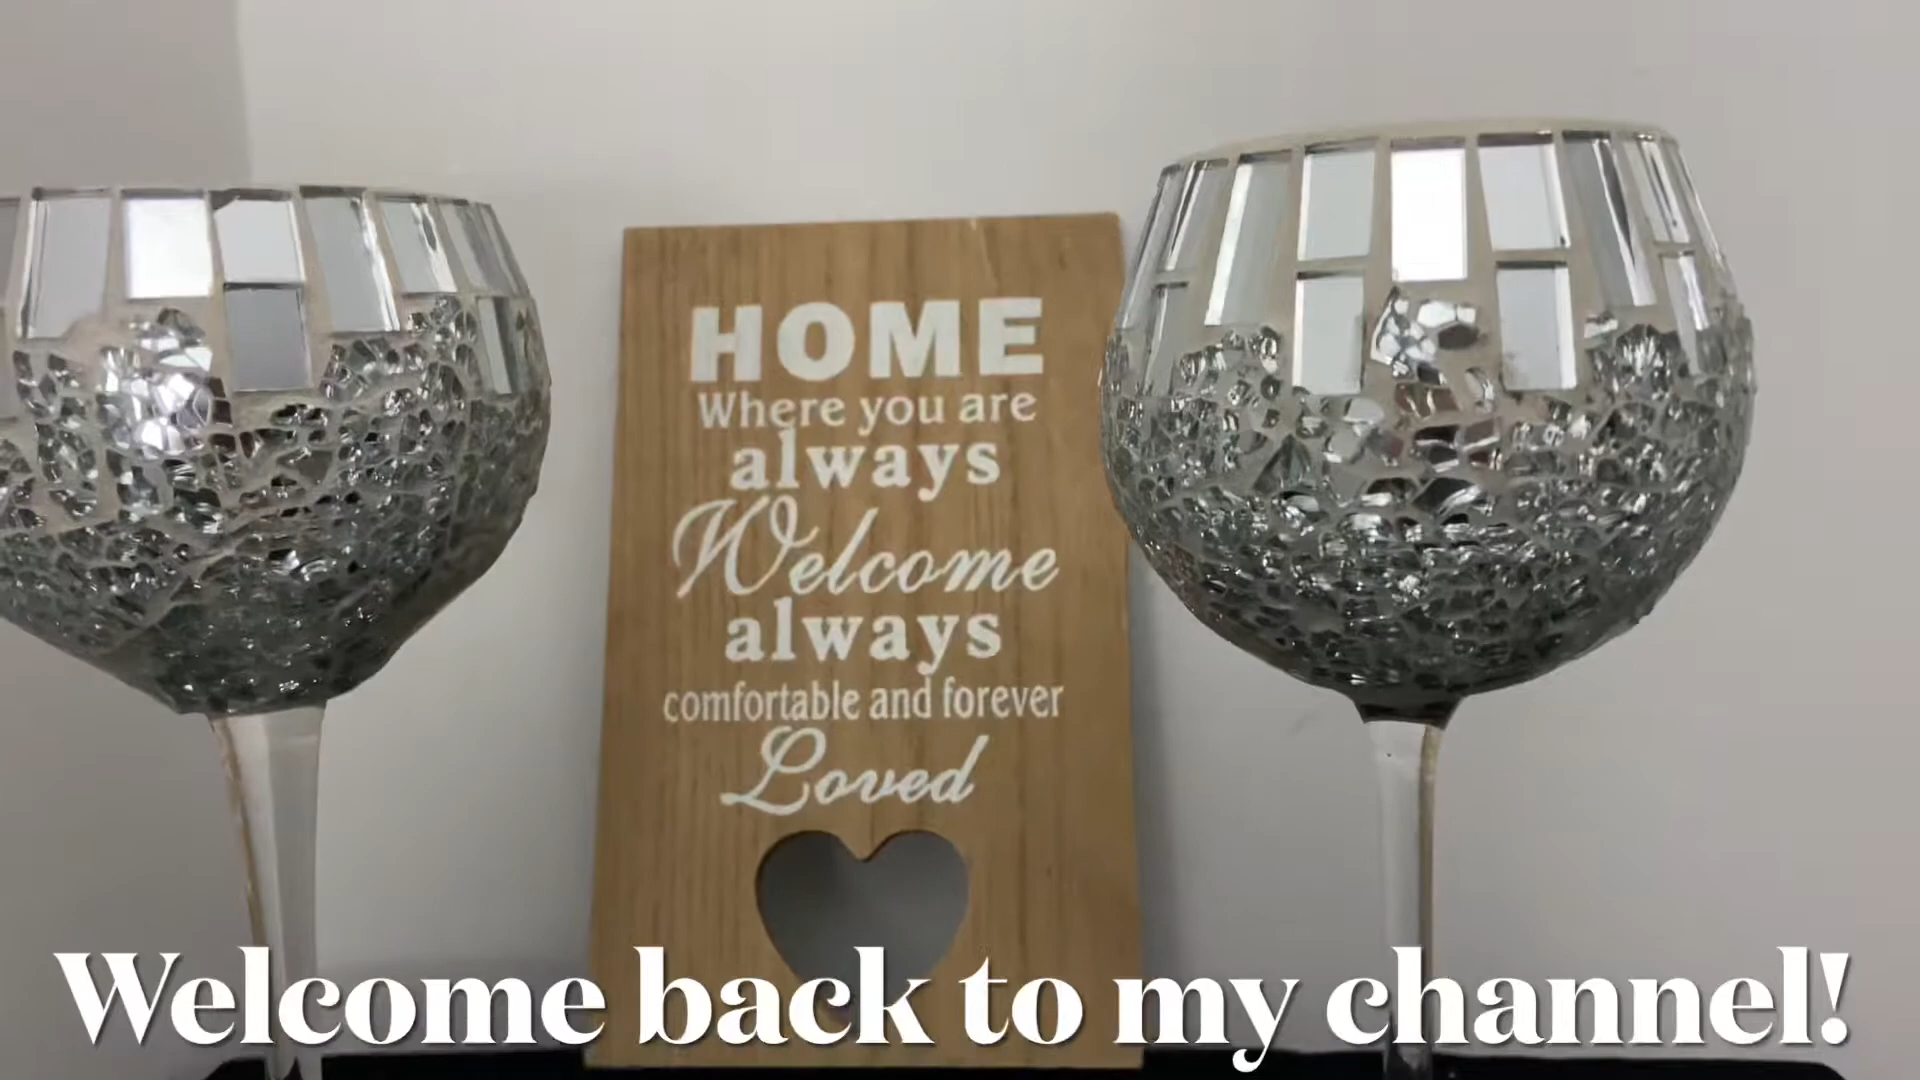 HOME
Where you are
always
Welcome
always
comfortable and forever
Loved
Welcome back to my channel!